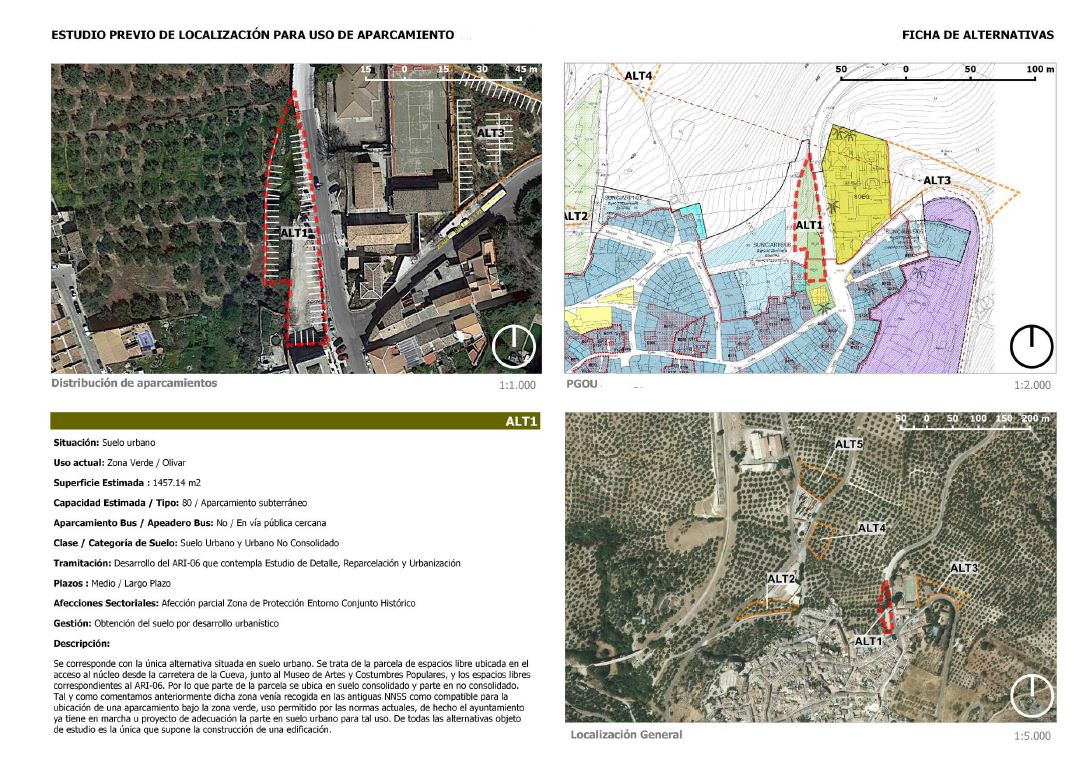 ESTUDIO PREVIO DE LOCALIZACIÓN PARA USO DE APARCAMIENTO
FICHA DE ALTERNATIVAS
15 0 15 30 45 m
ALT3
ALT1
Distribución de aparcamientos
1:1.000
50 0 50 100 m
ALT4
ALT3
ALT2
ALT1
PGOU
1:2.000
ALT1
Situación: Suelo urbano
Uso actual: Zona Verde / Olivar
Superficie Estimada : 1457.14 m2
Capacidad Estimada / Tipo: 80 / Aparcamiento subterráneo
Aparcamiento Bus / Apeadero Bus: No / En vía pública cercana
Clase / Categoría de Suelo: Suelo Urbano y Urbano No Consolidado
Tramitación: Desarrollo del ARI-06 que contempla Estudio de Detalle, Reparcelación y Urbanización
Plazos : Medio / Largo Plazo
Afecciones Sectoriales: Afección parcial Zona de Protección Entorno Conjunto Histórico
Gestión: Obtención del suelo por desarrollo urbanístico
Descripción:
Se corresponde con la única alternativa situada en suelo urbano. Se trata de la parcela de espacios libre ubicada en el
acceso al núcleo desde la carretera de la Cueva, junto al Museo de Artes y Costumbres Populares, y los espacios libres
correspondientes al ARI-06. Por lo que parte de la parcela se ubica en suelo consolidado y parte en no consolidado.
Tal y como comentamos anteriormente dicha zona venía recogida en las antiguas NNSS como compatible para la
ubicación de una aparcamiento bajo la zona verde, uso permitido por las normas actuales, de hecho el ayuntamiento
ya tiene en marcha u proyecto de adecuación la parte en suelo urbano para tal uso. De todas las alternativas objeto
de estudio es la única que supone la construcción de una edificación.
50 0 50 100 150 200 m
ALT5
ALT4
ALT3
ALT2
ALT1
Localización General
1:5.000